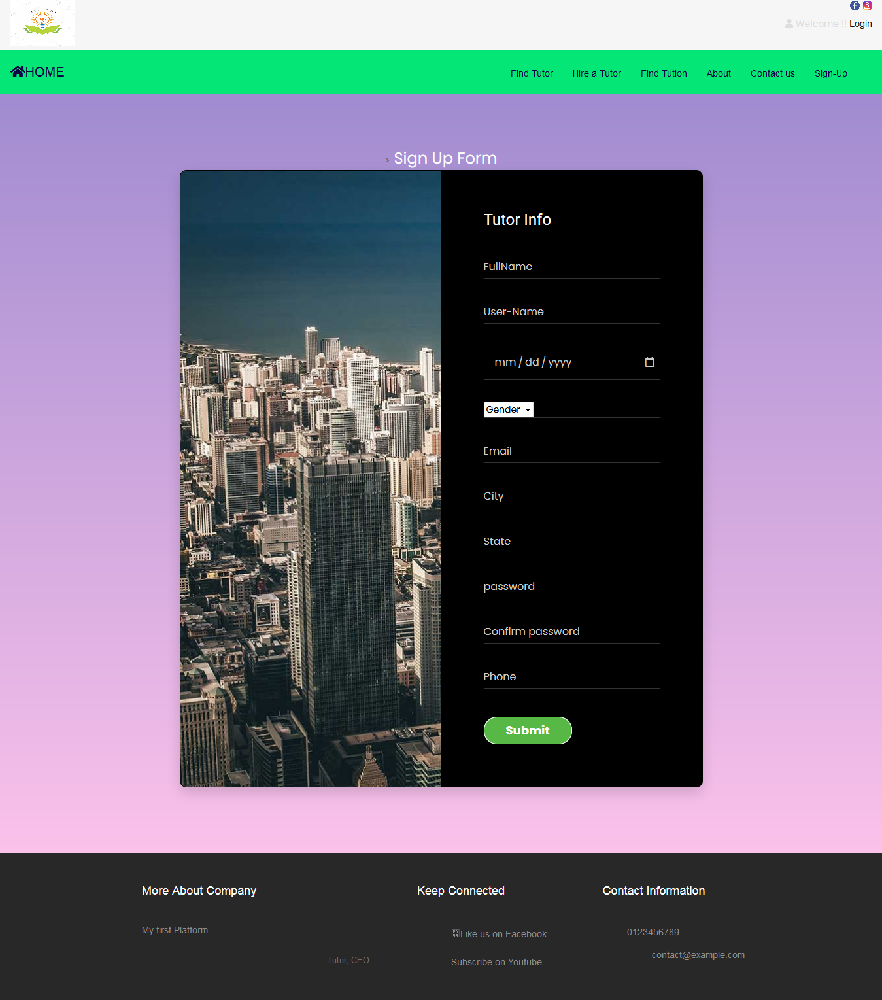 Welcome !! Login
HOME
Find Tutor
Hire a Tutor
Find Tution
About
Contact us
Sign-Up
> Sign Up Form
Tutor Info
FullName
User-Name
mm / dd / yyyy
Gender
Email
City
State
password
Confirm password
Phone
Submit
More About Company
My first Platform.
- Tutor, CEO
Keep Connected
Like us on Facebook
Subscribe on Youtube
Contact Information
0123456789
contact@example.com